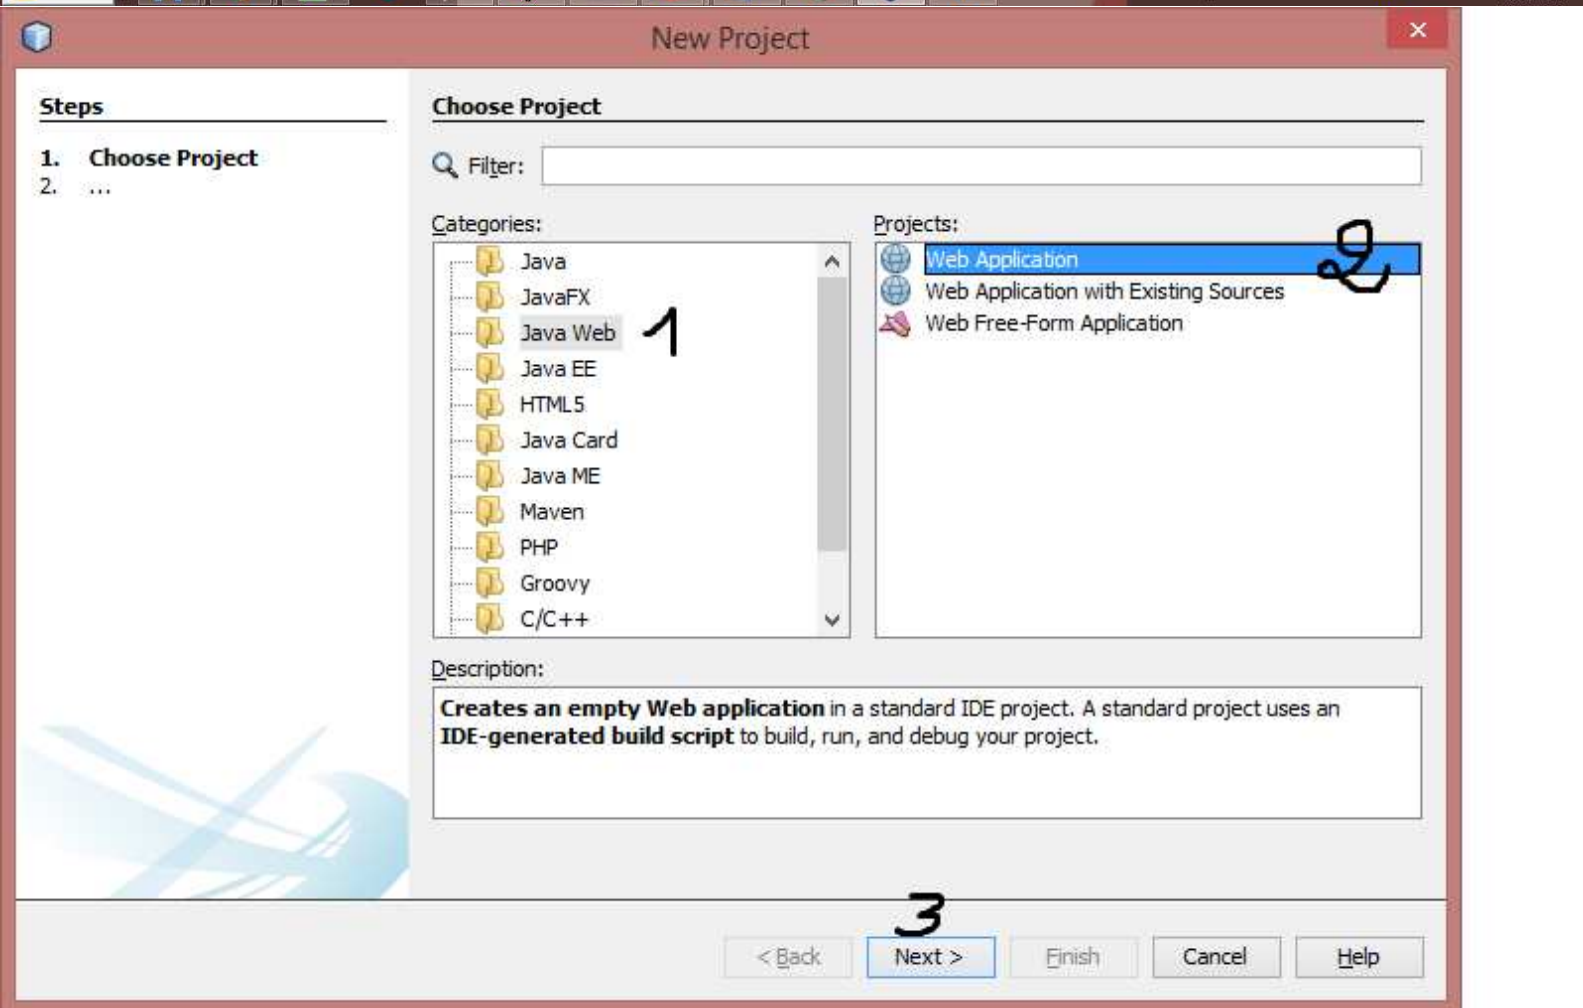 New Project
Steps
1. Choose Project
2. ...
Choose Project
Filter:
Categories:
Java
JavaFX
Java Web 1
Java EE
HTML5
Java Card
Java ME
Maven
PHP
Groovy
C/C++
Projects:
Web Application 2
Web Application with Existing Sources
Web Free-Form Application
Description:
Creates an empty Web application in a standard IDE project. A standard project uses an
IDE-generated build script to build, run, and debug your project.
3
< Back Next > Finish Cancel Help